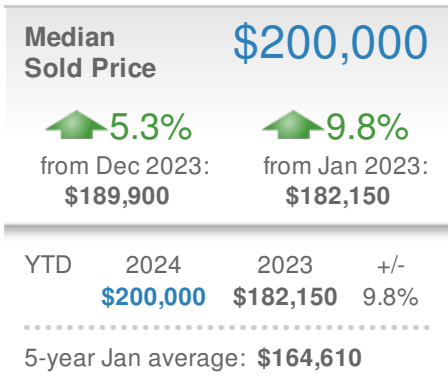 Median
Sold Price
$200,000
5.3%
from Dec 2023:
$189,900
9.8%
from Jan 2023:
$182,150
YTD 2024 2023 +/-
$200,000 $182,150 9.8%
5-year Jan average: $164,610